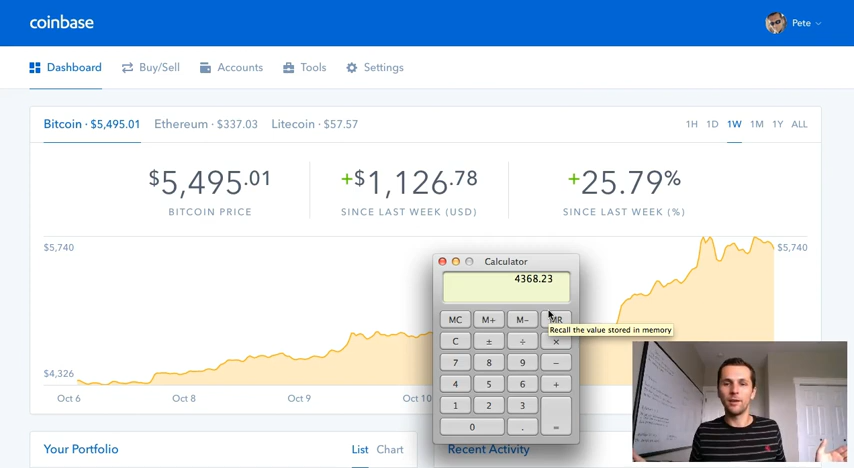 coinbase
Pete
Dashboard Buy/Sell Accounts Tools Settings
Bitcoin · $5,495.01 Ethereum · $337.03 Litecoin · $57.57 1H 1D 1W 1M 1Y ALL
$5,495.01 +$1,126.78 +25.79%
BITCOIN PRICE SINCE LAST WEEK (USD) SINCE LAST WEEK (%)
$5,740 $5,740
Calculator
4368.23
MC M+ M− MR
Recall the value stored in memory
C ± ÷ ×
7 8 9 −
4 5 6 +
1 2 3
0 . =
$4,326
Oct 6 Oct 8 Oct 9 Oct 10
Your Portfolio List Chart Recent Activity